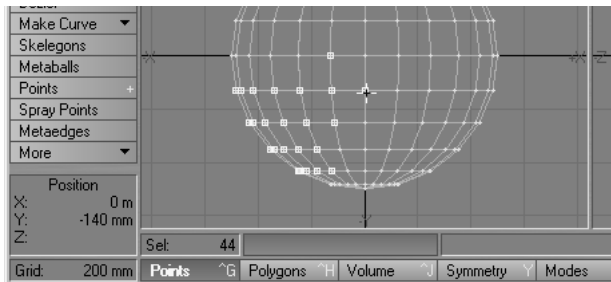 Make Curve
Skelegons
Metaballs
Points +
Spray Points
Metaedges
More
Position
X: 0 m
Y: -140 mm
Z:
Sel: 44
Grid: 200 mm Points ^G Polygons ^H Volume ^J Symmetry Y Modes
-X
+X
-Z
-Y